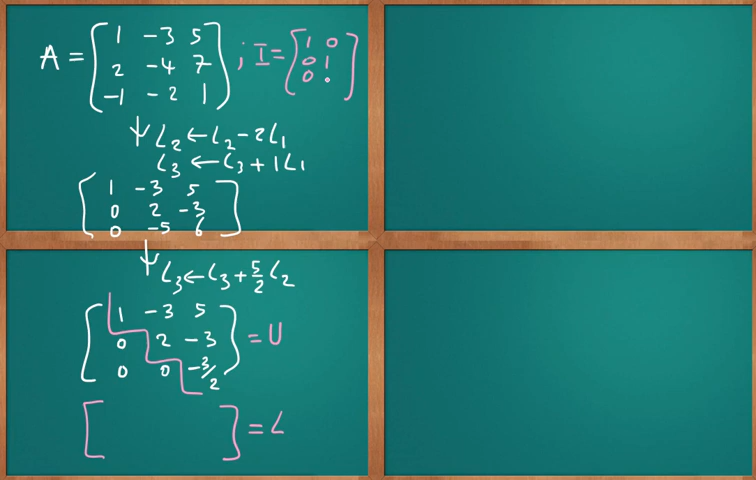 A = [1 -3 5; I = [1 0
2 -4 7 0 1
-1 -2 1] 0 .]
↓ L2 ← L2 - 2L1
L3 ← L3 + 1L1
[1 -3 5
0 2 -3
0 -5 6]
↓ L3 ← L3 + 5/2 L2
[1 -3 5
0 2 -3 = U
0 0 -3/2]
[ ] = L